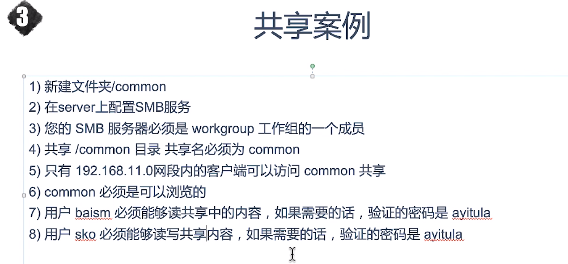 3
共享案例
1) 新建文件夹/common
2) 在server上配置SMB服务
3) 您的 SMB 服务器必须是 workgroup 工作组的一个成员
4) 共享 /common 目录 共享名必须为 common
5) 只有 192.168.11.0网段内的客户端可以访问 common 共享
6) common 必须是可以浏览的
7) 用户 baism 必须能够读共享中的内容，如果需要的话，验证的密码是 ayitula
8) 用户 sko 必须能够读写共享内容，如果需要的话，验证的密码是 ayitula